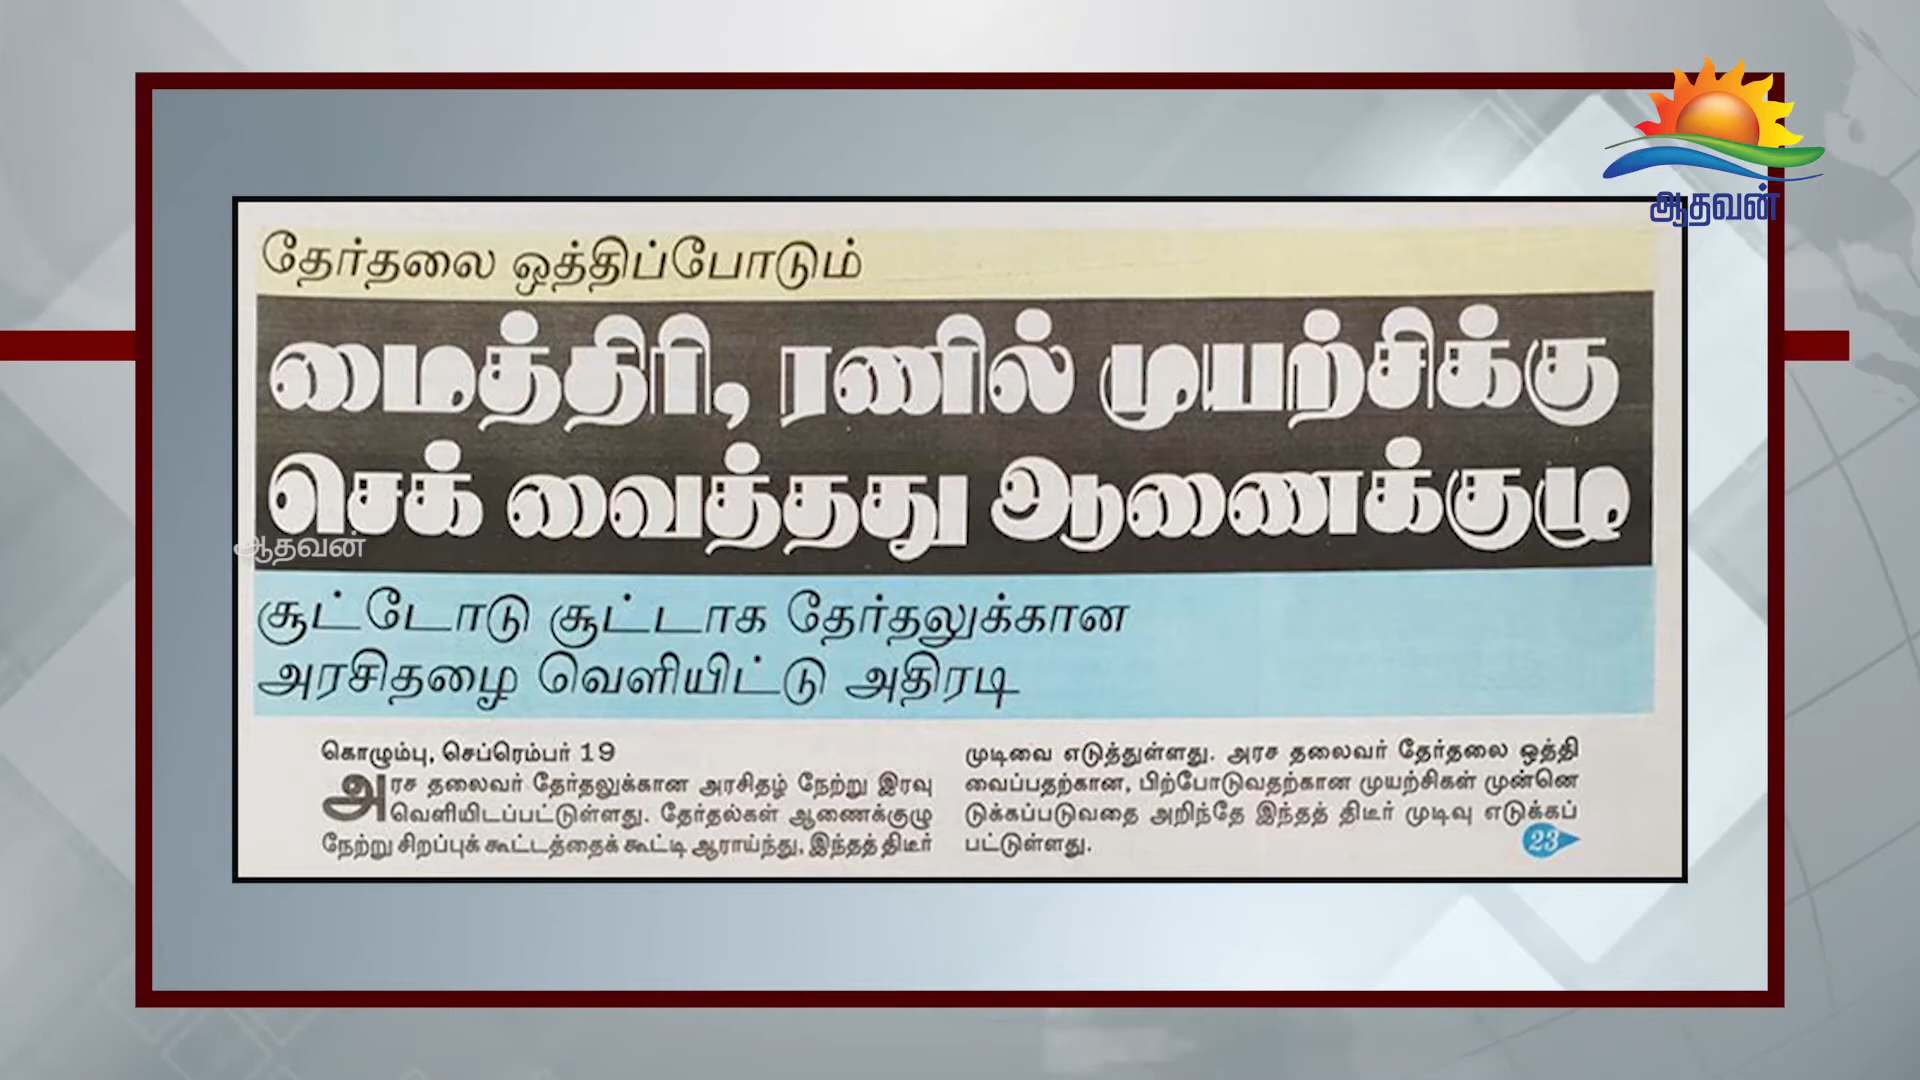 ஆதவன்
தேர்தலை ஒத்திப்போடும்
மைத்திரி, ரணில் முயற்சிக்கு
செக் வைத்தது ஆணைக்குழு
ஆதவன்
சூட்டோடு சூட்டாக தேர்தலுக்கான
அரசிதழை வெளியிட்டு அதிரடி
கொழும்பு, செப்ரெம்பர் 19
அரச தலைவர் தேர்தலுக்கான அரசிதழ் நேற்று இரவு
வெளியிடப்பட்டுள்ளது. தேர்தல்கள் ஆணைக்குழு
நேற்று சிறப்புக் கூட்டத்தைக் கூட்டி ஆராய்ந்து, இந்தத் திடீர்
முடிவை எடுத்துள்ளது. அரச தலைவர் தேர்தலை ஒத்தி
வைப்பதற்கான, பிற்போடுவதற்கான முயற்சிகள் முன்னெ
டுக்கப்படுவதை அறிந்தே இந்தத் திடீர் முடிவு எடுக்கப்
பட்டுள்ளது.
23